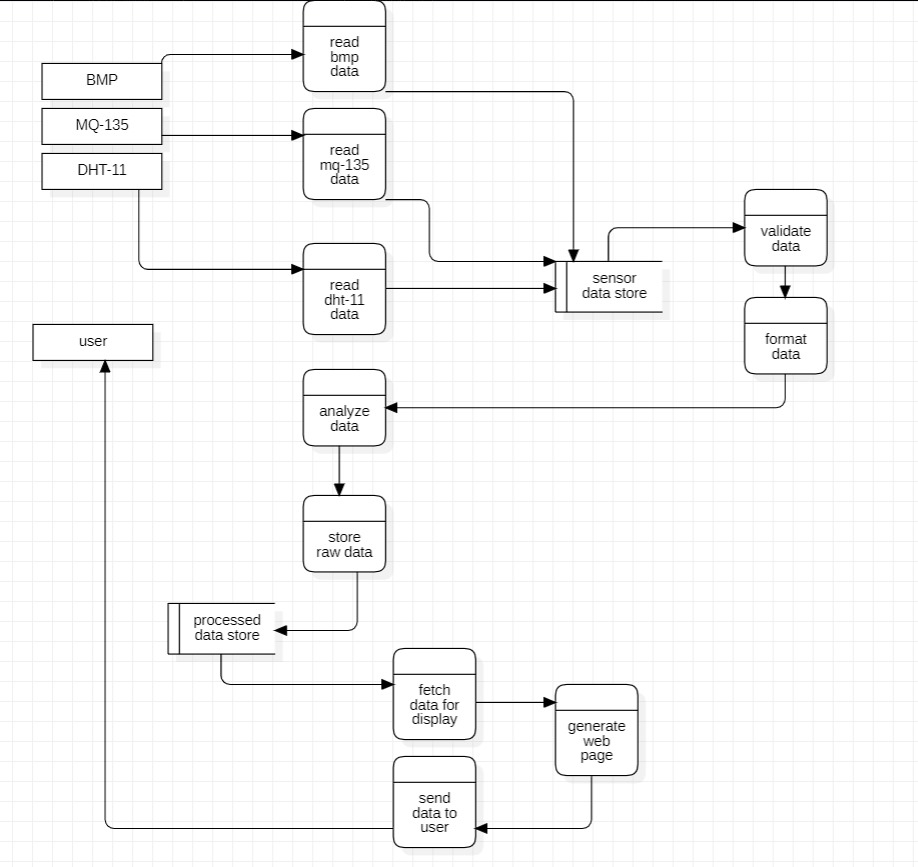 read
bmp
data
BMP
MQ-135
DHT-11
read
mq-135
data
validate
data
read
dht-11
data
sensor
data store
user
format
data
analyze
data
store
raw data
processed
data store
fetch
data for
display
generate
web
page
send
data to
user